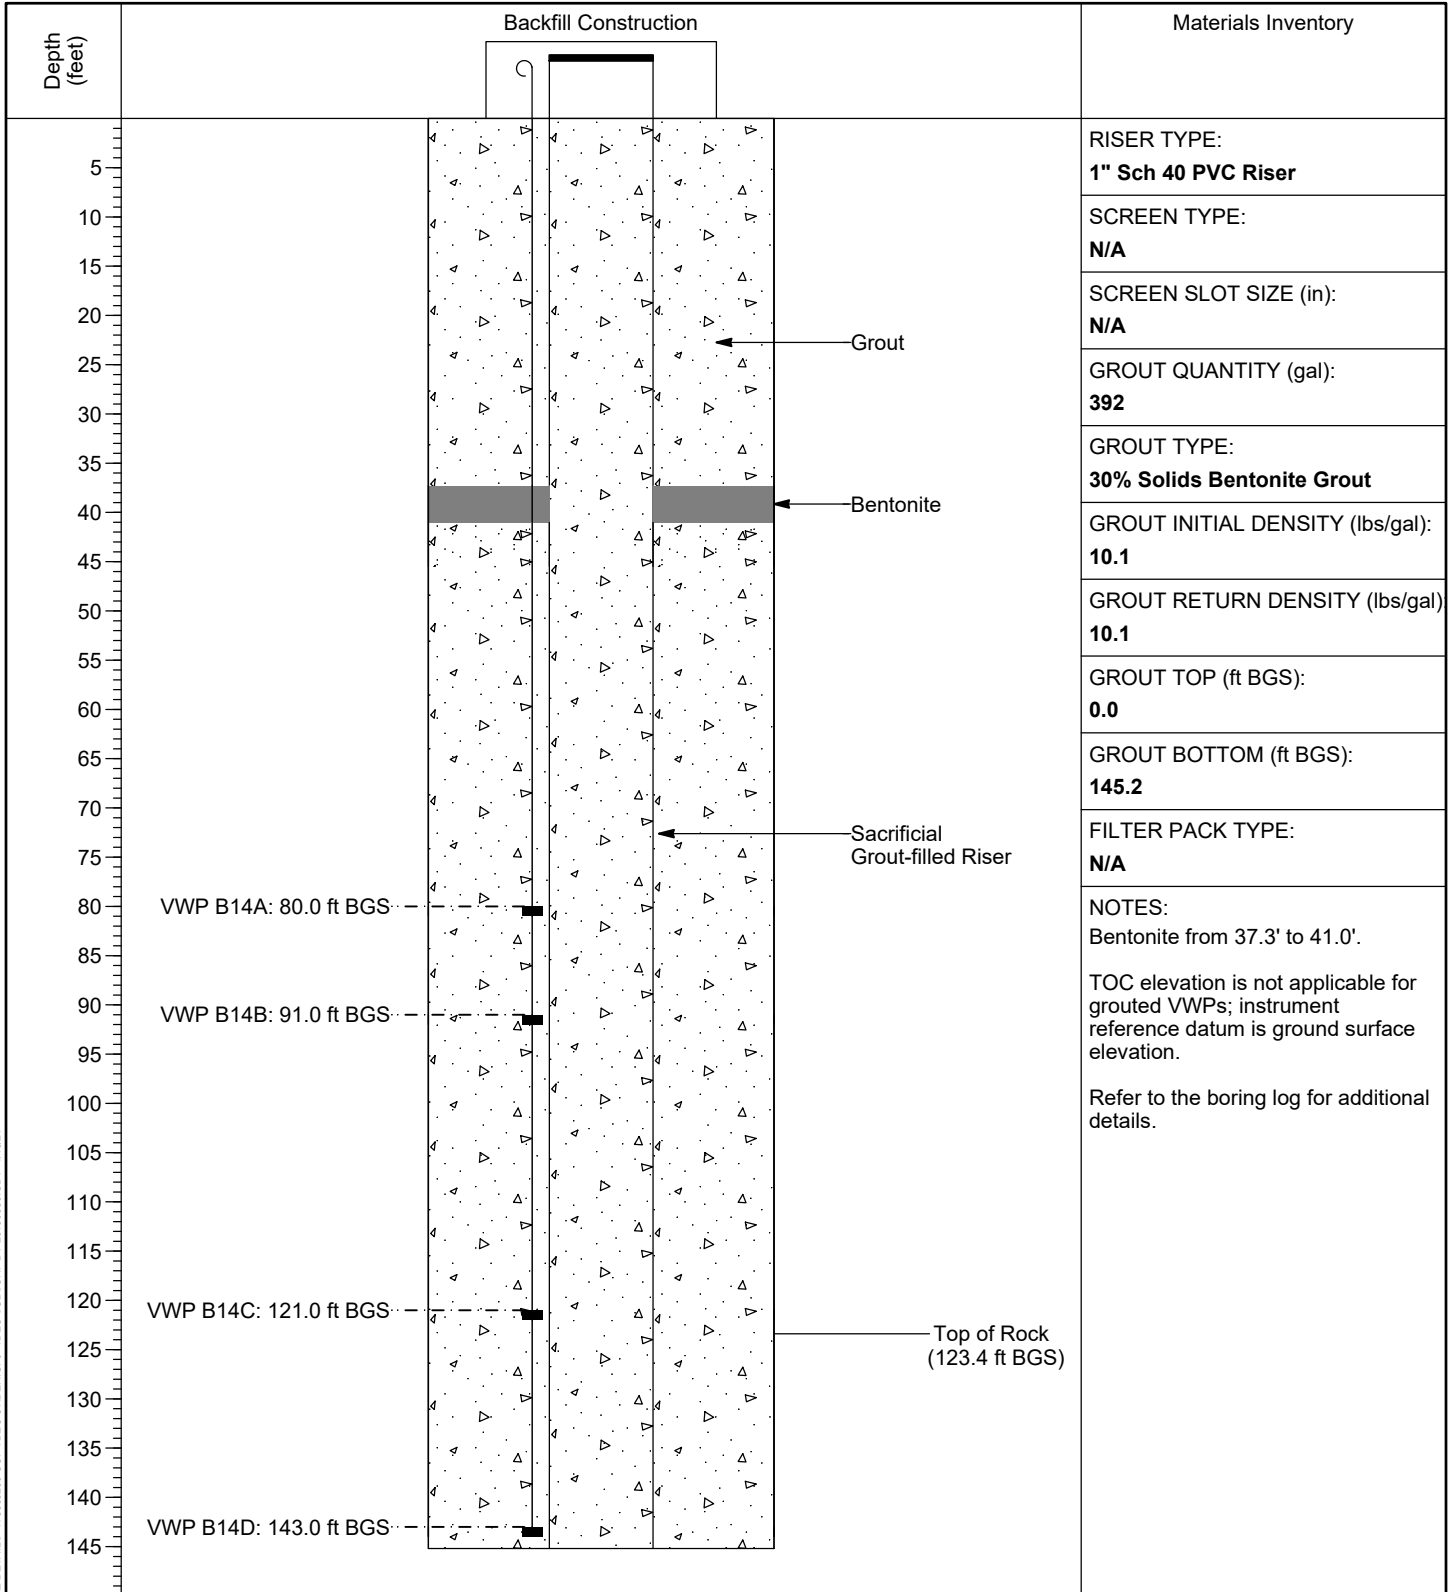 Depth
(feet)
Backfill Construction
Materials Inventory
5
10
15
20
25
30
35
40
45
50
55
60
65
70
75
80
85
90
95
100
105
110
115
120
125
130
135
140
145
VWP B14A: 80.0 ft BGS
VWP B14B: 91.0 ft BGS
VWP B14C: 121.0 ft BGS
VWP B14D: 143.0 ft BGS
Grout
Bentonite
Sacrificial
Grout-filled Riser
Top of Rock
(123.4 ft BGS)
RISER TYPE:
1" Sch 40 PVC Riser
SCREEN TYPE:
N/A
SCREEN SLOT SIZE (in):
N/A
GROUT QUANTITY (gal):
392
GROUT TYPE:
30% Solids Bentonite Grout
GROUT INITIAL DENSITY (lbs/gal):
10.1
GROUT RETURN DENSITY (lbs/gal)
10.1
GROUT TOP (ft BGS):
0.0
GROUT BOTTOM (ft BGS):
145.2
FILTER PACK TYPE:
N/A
NOTES:
Bentonite from 37.3' to 41.0'.
TOC elevation is not applicable for
grouted VWPs; instrument
reference datum is ground surface
elevation.
Refer to the boring log for additional
details.